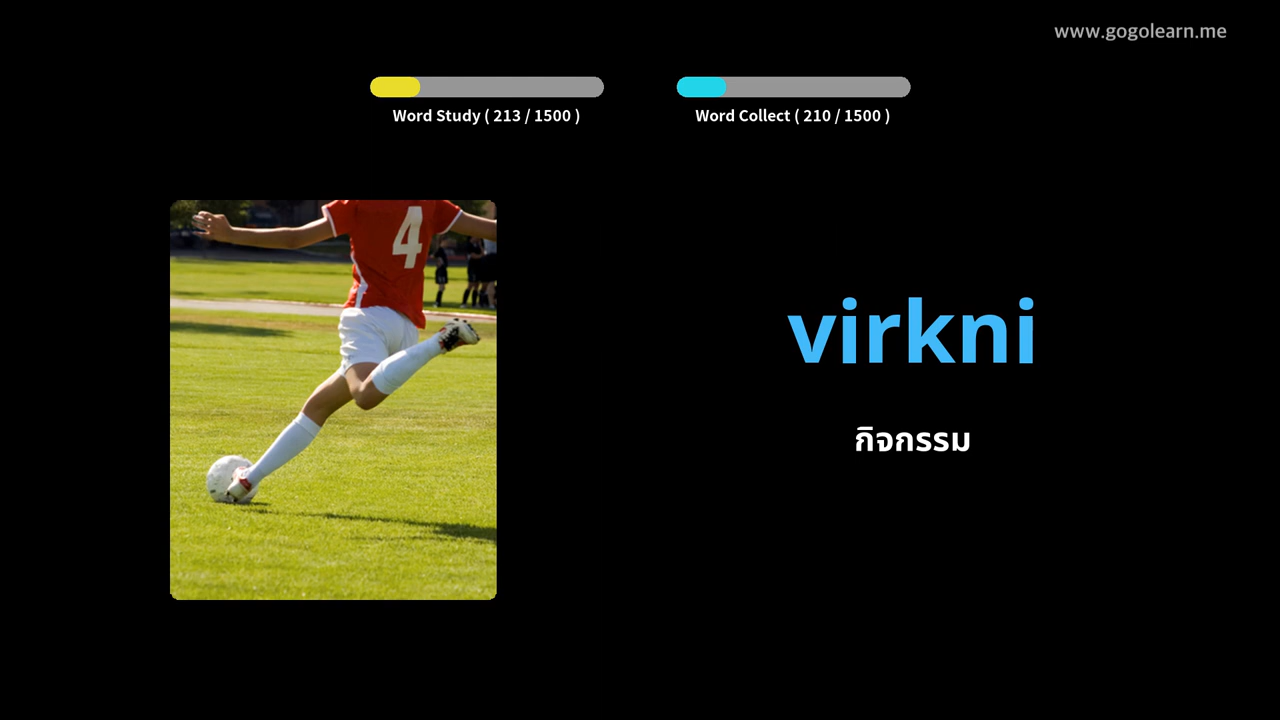 www.gogolearn.me
Word Study ( 213 / 1500 )
Word Collect ( 210 / 1500 )
4
virkni
กิจกรรม